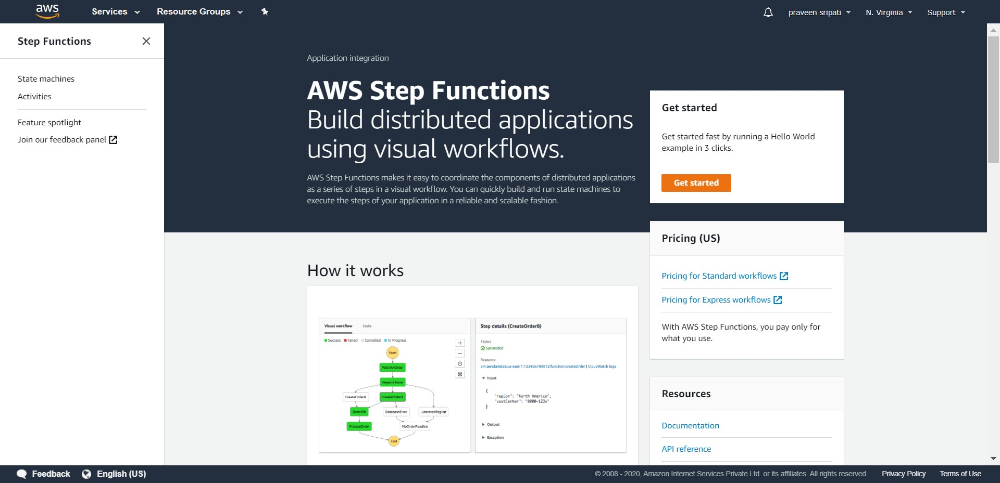 aws
Services
Resource Groups
praveen sripati
N. Virginia
Support
Step Functions
State machines
Activities
Feature spotlight
Join our feedback panel
Application integration
AWS Step Functions
Build distributed applications
using visual workflows.
AWS Step Functions makes it easy to coordinate the components of distributed applications
as a series of steps in a visual workflow. You can quickly build and run state machines to
execute the steps of your application in a reliable and scalable fashion.
Get started
Get started fast by running a Hello World
example in 3 clicks.
Get started
Pricing (US)
Pricing for Standard workflows
Pricing for Express workflows
With AWS Step Functions, you pay only for
what you use.
Resources
Documentation
API reference
How it works
Visual workflow
Code
Success
Failed
Cancelled
In Progress
Start
FetchAnOrder
RegionChoose
CreateOrderA
CreateOrderB
OrderOK
DatabaseError
UnservedRegion
ProcessOrder
NoOrderPossible
End
Step details (CreateOrderB)
Status
Succeeded
Resource
arn:aws:lambda:us-east-1:123456789012:function:createOrder | CloudWatch logs
Input
{
"region": "North America",
"costCenter": "0000-123x"
}
Output
Exception
Feedback
English (US)
© 2008 - 2020, Amazon Internet Services Private Ltd. or its affiliates. All rights reserved.
Privacy Policy
Terms of Use